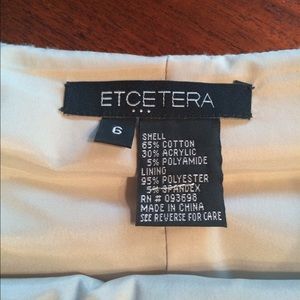 ETCETERA
6
SHELL
65% COTTON
30% ACRYLIC
5% POLYAMIDE
LINING
95% POLYESTER
5% SPANDEX
RN # 093698
MADE IN CHINA
SEE REVERSE FOR CARE